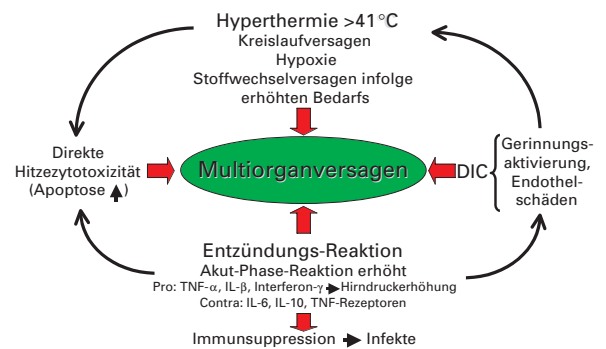 Hyperthermie >41 °C
Kreislaufversagen
Hypoxie
Stoffwechselversagen infolge
erhöhten Bedarfs
Direkte
Hitzezytotoxizität
(Apoptose ↑)
Multiorganversagen
DIC
Gerinnungs-
aktivierung,
Endothel-
schäden
Entzündungs-Reaktion
Akut-Phase-Reaktion erhöht
Pro: TNF-α, IL-β, Interferon-γ → Hirndruckerhöhung
Contra: IL-6, IL-10, TNF-Rezeptoren
Immunsuppression → Infekte